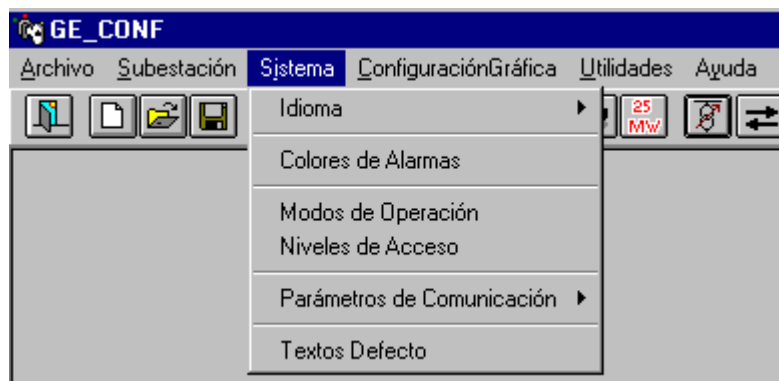 GE_CONF
Archivo Subestación Sistema ConfiguraciónGráfica Utilidades Ayuda
25
MW
Idioma
Colores de Alarmas
Modos de Operación
Niveles de Acceso
Parámetros de Comunicación
Textos Defecto